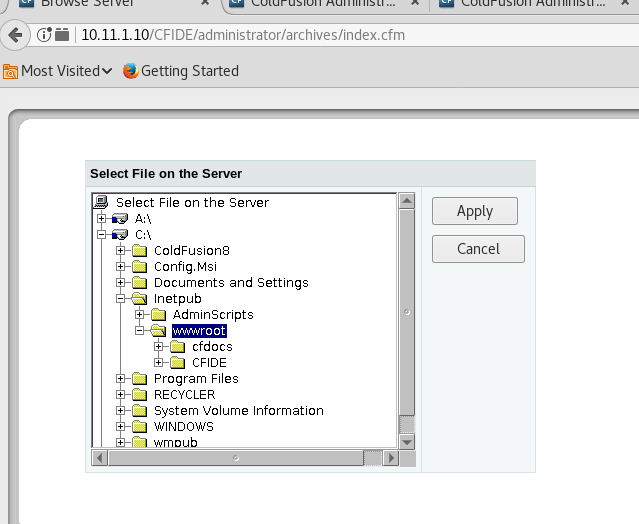 Browse Server
ColdFusion Administr...
ColdFusion Administr...
10.11.1.10/CFIDE/administrator/archives/index.cfm
Most Visited
Getting Started
Select File on the Server
Select File on the Server
A:\
C:\
ColdFusion8
Config.Msi
Documents and Settings
Inetpub
AdminScripts
wwwroot
cfdocs
CFIDE
Program Files
RECYCLER
System Volume Information
WINDOWS
wmpub
Apply
Cancel